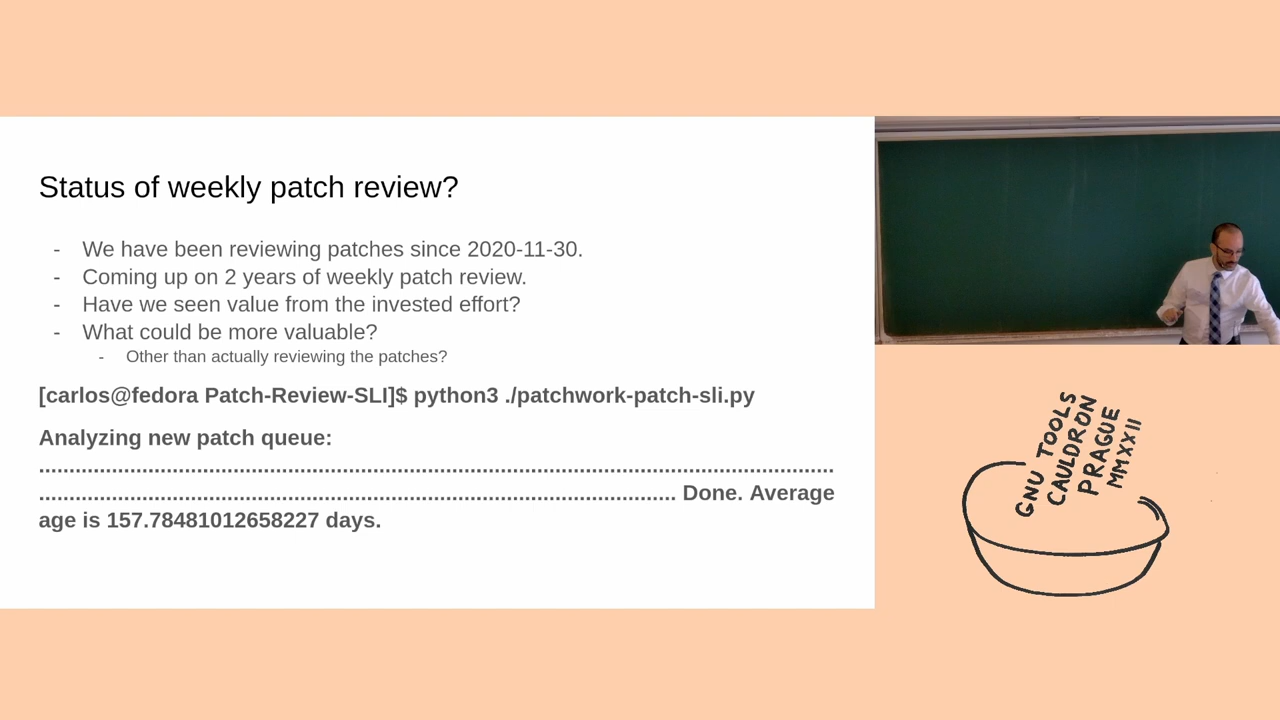 Status of weekly patch review?
- We have been reviewing patches since 2020-11-30.
- Coming up on 2 years of weekly patch review.
- Have we seen value from the invested effort?
- What could be more valuable?
- Other than actually reviewing the patches?
[carlos@fedora Patch-Review-SLI]$ python3 ./patchwork-patch-sli.py
Analyzing new patch queue:
....................................................................................................................................
.......................................................................................................... Done. Average
age is 157.78481012658227 days.
GNU TOOLS
CAULDRON
PRAGUE
MMXXII